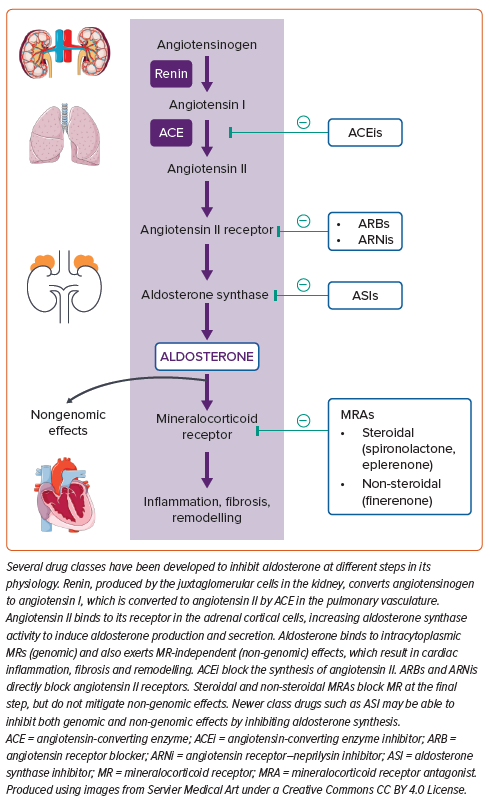 Angiotensinogen
Renin
Angiotensin I
ACE
ACEis
Angiotensin II
Angiotensin II receptor
• ARBs
• ARNis
Aldosterone synthase
ASIs
ALDOSTERONE
Nongenomic
effects
Mineralocorticoid
receptor
MRAs
• Steroidal
(spironolactone,
eplerenone)
• Non-steroidal
(finerenone)
Inflammation, fibrosis,
remodelling
Several drug classes have been developed to inhibit aldosterone at different steps in its
physiology. Renin, produced by the juxtaglomerular cells in the kidney, converts angiotensinogen
to angiotensin I, which is converted to angiotensin II by ACE in the pulmonary vasculature.
Angiotensin II binds to its receptor in the adrenal cortical cells, increasing aldosterone synthase
activity to induce aldosterone production and secretion. Aldosterone binds to intracytoplasmic
MRs (genomic) and also exerts MR-independent (non-genomic) effects, which result in cardiac
inflammation, fibrosis and remodelling. ACEi block the synthesis of angiotensin II. ARBs and ARNis
directly block angiotensin II receptors. Steroidal and non-steroidal MRAs block MR at the final
step, but do not mitigate non-genomic effects. Newer class drugs such as ASI may be able to
inhibit both genomic and non-genomic effects by inhibiting aldosterone synthesis.
ACE = angiotensin-converting enzyme; ACEi = angiotensin-converting enzyme inhibitor; ARB =
angiotensin receptor blocker; ARNi = angiotensin receptor–neprilysin inhibitor; ASI = aldosterone
synthase inhibitor; MR = mineralocorticoid receptor; MRA = mineralocorticoid receptor antagonist.
Produced using images from Servier Medical Art under a Creative Commons CC BY 4.0 License.